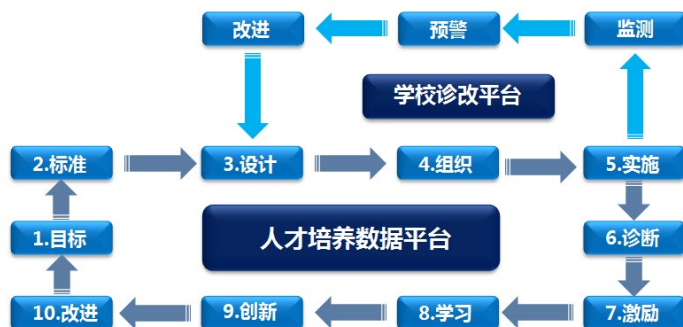 改进
预警
监测
学校诊改平台
2.标准
3.设计
4.组织
5.实施
1.目标
人才培养数据平台
6.诊断
10.改进
9.创新
8.学习
7.激励